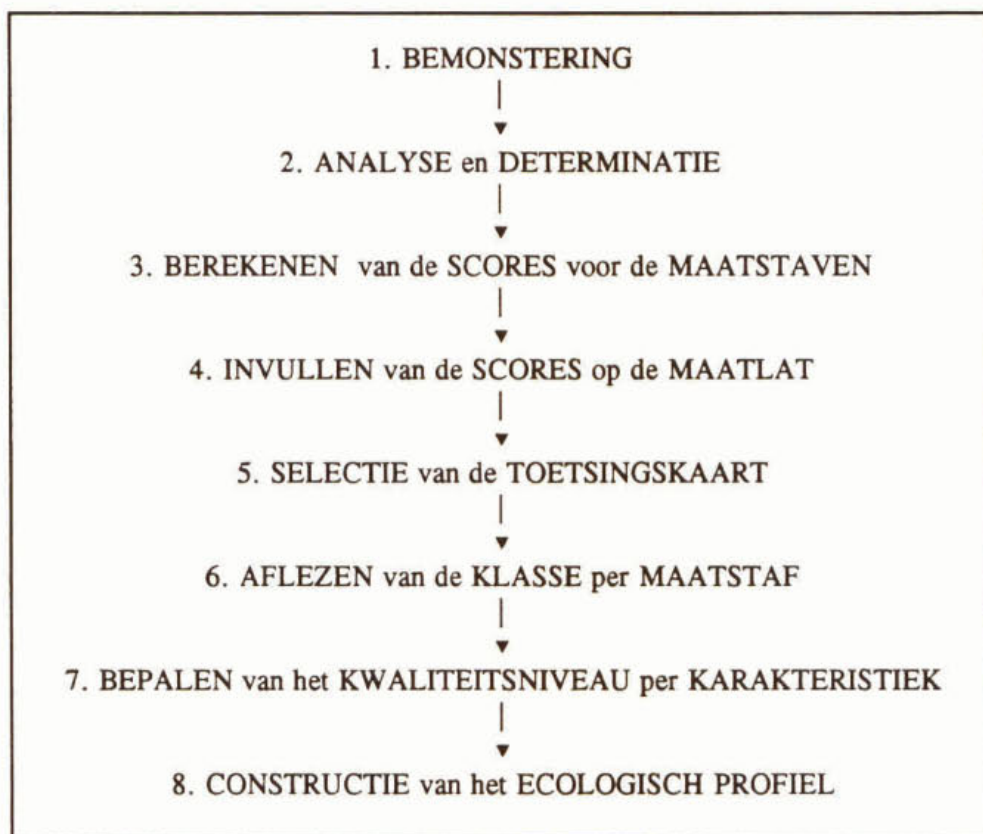 1. BEMONSTERING
2. ANALYSE en DETERMINATIE
3. BEREKENEN van de SCORES voor de MAATSTAVEN
4. INVULLEN van de SCORES op de MAATLAT
5. SELECTIE van de TOETSINGSKAART
6. AFLEZEN van de KLASSE per MAATSTAF
7. BEPALEN van het KWALITEITSNIVEAU per KARAKTERISTIEK
8. CONSTRUCTIE van het ECOLOGISCH PROFIEL